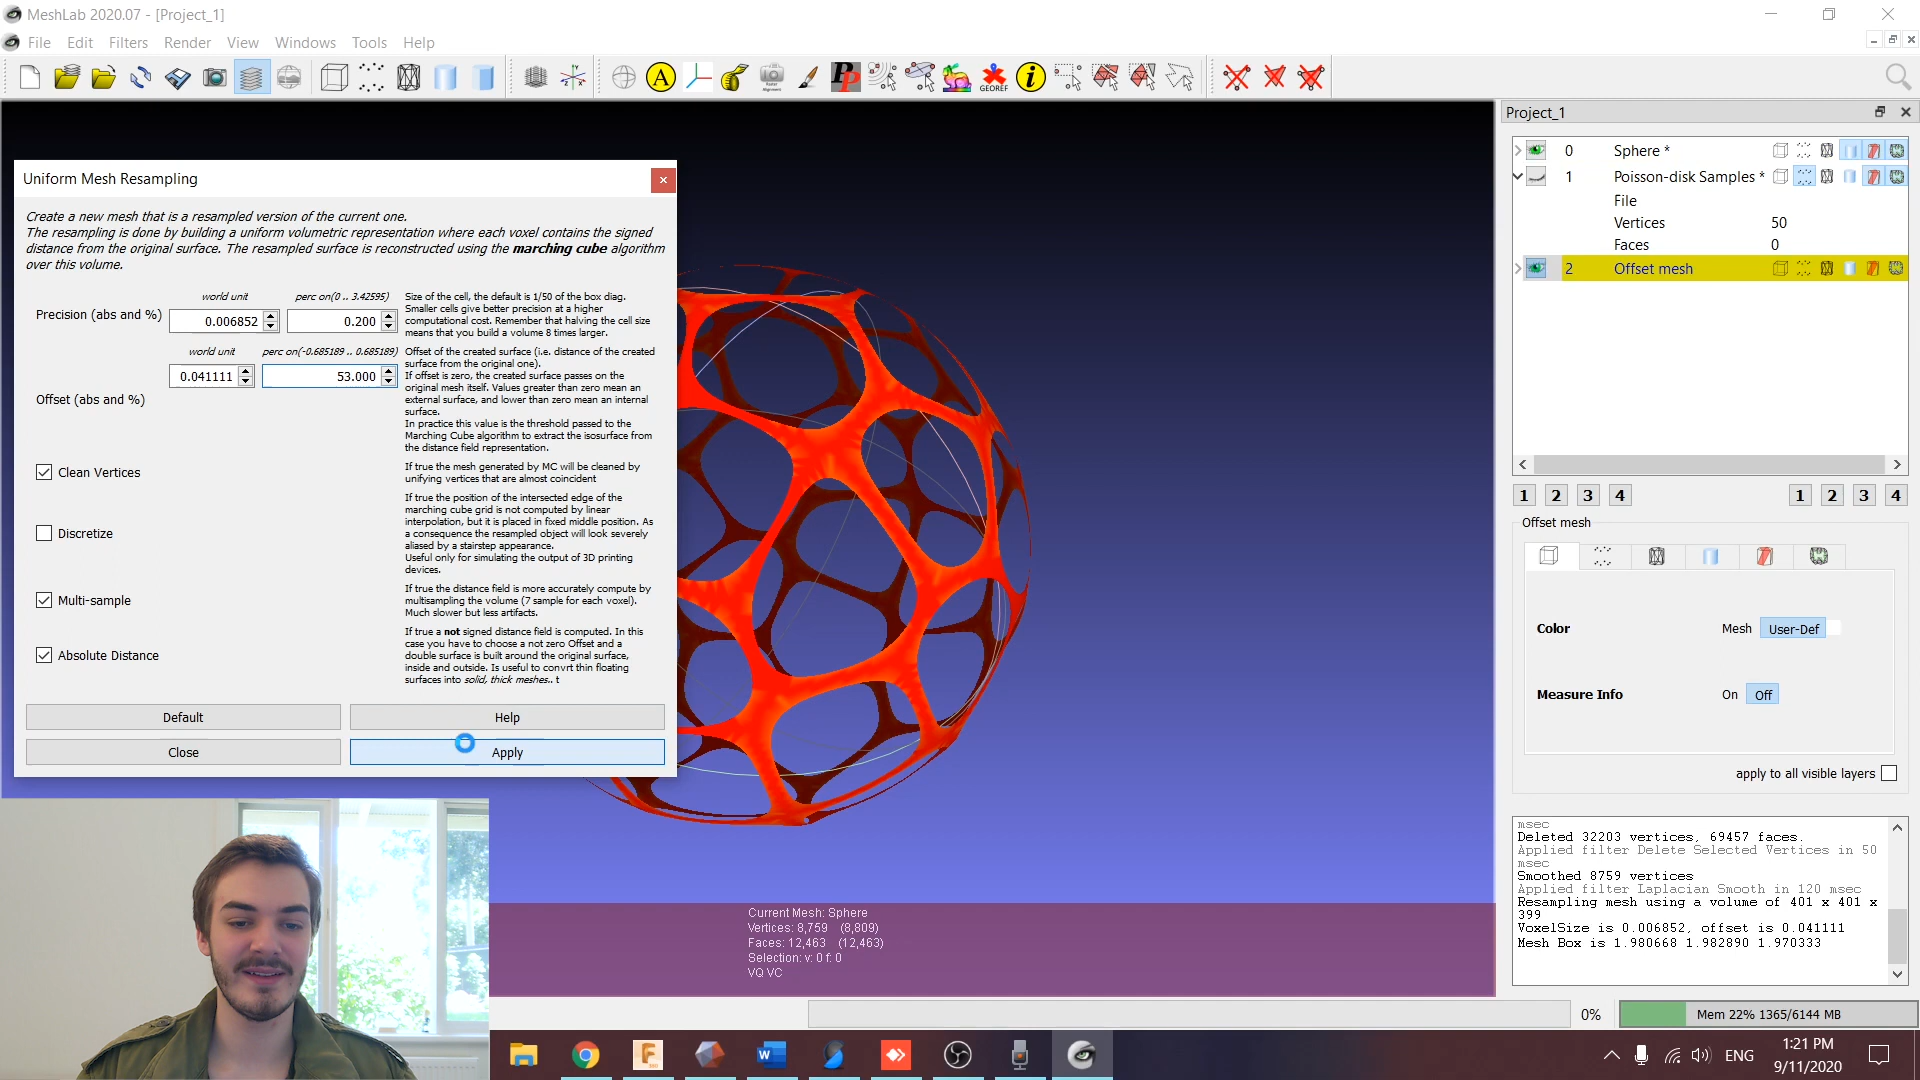 MeshLab 2020.07 - [Project_1]
File Edit Filters Render View Windows Tools Help
A
PP
GEOREF
i
Uniform Mesh Resampling
Create a new mesh that is a resampled version of the current one.
The resampling is done by building a uniform volumetric representation where each voxel contains the signed
distance from the original surface. The resampled surface is reconstructed using the marching cube algorithm
over this volume.
world unit perc on(0 .. 3.42595)
Precision (abs and %) 0.006852 0.200
Size of the cell, the default is 1/50 of the box diag.
Smaller cells give better precision at a higher
computational cost. Remember that halving the cell size
means that you build a volume 8 times larger.
world unit perc on(-0.685189 .. 0.685189)
0.041111 53.000
Offset (abs and %)
Offset of the created surface (i.e. distance of the created
surface from the original one).
If offset is zero, the created surface passes on the
original mesh itself. Values greater than zero mean an
external surface, and lower than zero mean an internal
surface.
In practice this value is the threshold passed to the
Marching Cube algorithm to extract the isosurface from
the distance field representation.
Clean Vertices
If true the mesh generated by MC will be cleaned by
unifying vertices that are almost coincident
Discretize
If true the position of the intersected edge of the
marching cube grid is not computed by linear
interpolation, but it is placed in fixed middle position. As
a consequence the resampled object will look severely
aliased by a stairstep appearance.
Useful only for simulating the output of 3D printing
devices.
Multi-sample
If true the distance field is more accurately compute by
multisampling the volume (7 sample for each voxel).
Much slower but less artifacts.
Absolute Distance
If true a not signed distance field is computed. In this
case you have to choose a not zero Offset and a
double surface is built around the original surface,
inside and outside. Is useful to convrt thin floating
surfaces into solid, thick meshes.. t
Default Help
Close Apply
Current Mesh: Sphere
Vertices: 8,759 (8,809)
Faces: 12,463 (12,463)
Selection: v: 0 f: 0
VQ VC
Project_1
0 Sphere *
1 Poisson-disk Samples *
File
Vertices 50
Faces 0
2 Offset mesh
1 2 3 4 1 2 3 4
Offset mesh
Color Mesh User-Def
Measure Info On Off
apply to all visible layers
msec
Deleted 32203 vertices, 69457 faces.
Applied filter Delete Selected Vertices in 50
msec
Smoothed 8759 vertices
Applied filter Laplacian Smooth in 120 msec
Resampling mesh using a volume of 401 x 401 x
399
VoxelSize is 0.006852, offset is 0.041111
Mesh Box is 1.980668 1.982890 1.970333
0% Mem 22% 1365/6144 MB
F
W
ENG
1:21 PM
9/11/2020